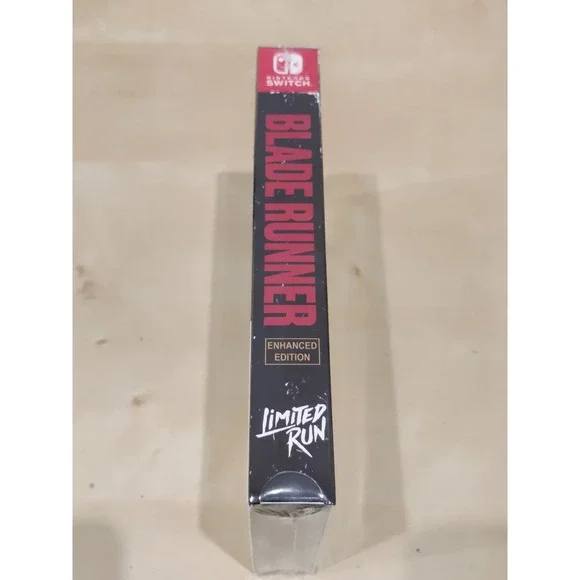 NINTENDO
SWITCH
BLADE RUNNER
ENHANCED
EDITION
LIMITED
RUN